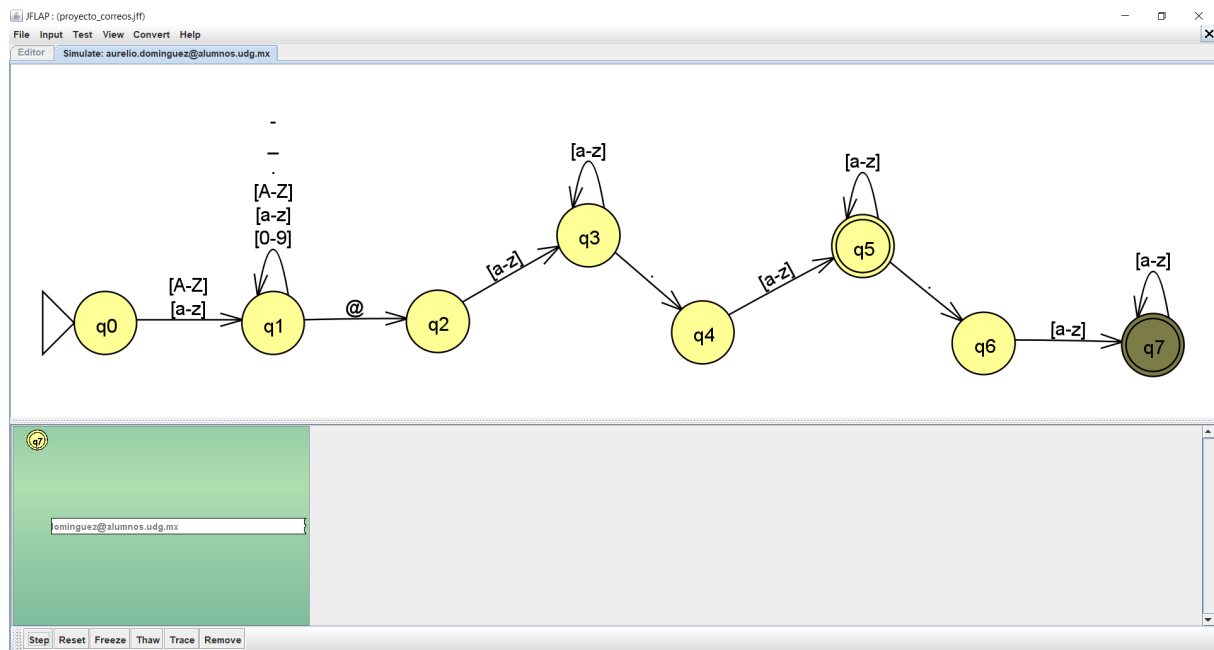 JFLAP : (proyecto_correos.jff)
File Input Test View Convert Help
Editor Simulate: aurelio.dominguez@alumnos.udg.mx
-
_
.
[A-Z]
[a-z]
[0-9]
[a-z]
[a-z]
[a-z]
[A-Z]
[a-z]
@
[a-z]
.
[a-z]
.
[a-z]
q0
q1
q2
q3
q4
q5
q6
q7
q7
ominguez@alumnos.udg.mx
Step Reset Freeze Thaw Trace Remove